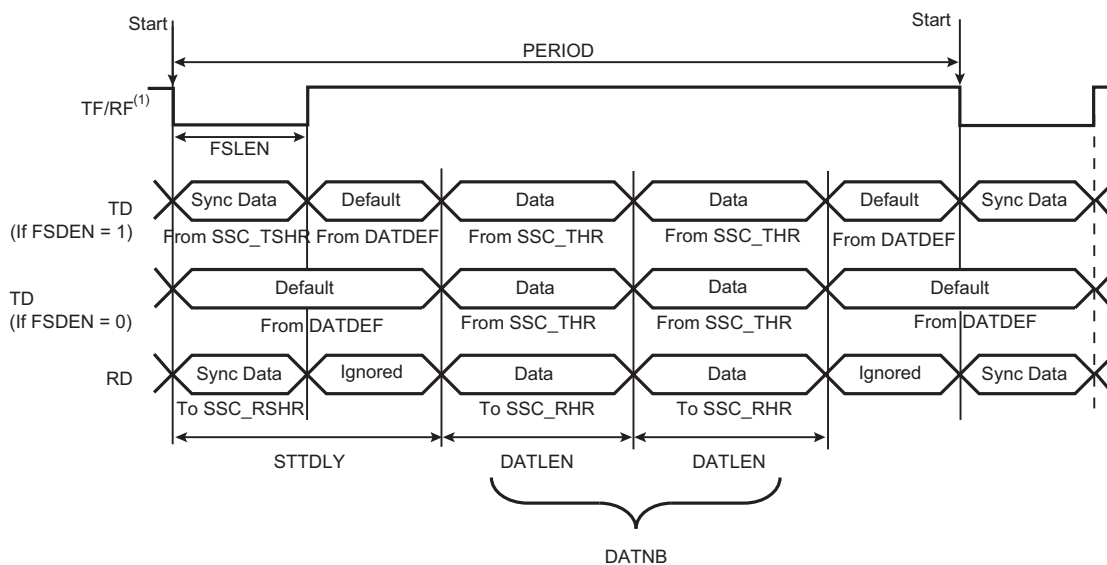 Start
Start
PERIOD
TF/RF(1)
FSLEN
TD
(If FSDEN = 1)
Sync Data
Default
Data
Data
Default
Sync Data
From SSC_TSHR
From DATDEF
From SSC_THR
From SSC_THR
From DATDEF
TD
(If FSDEN = 0)
Default
Data
Data
Default
From DATDEF
From SSC_THR
From SSC_THR
From DATDEF
RD
Sync Data
Ignored
Data
Data
Ignored
Sync Data
To SSC_RSHR
To SSC_RHR
To SSC_RHR
STTDLY
DATLEN
DATLEN
DATNB